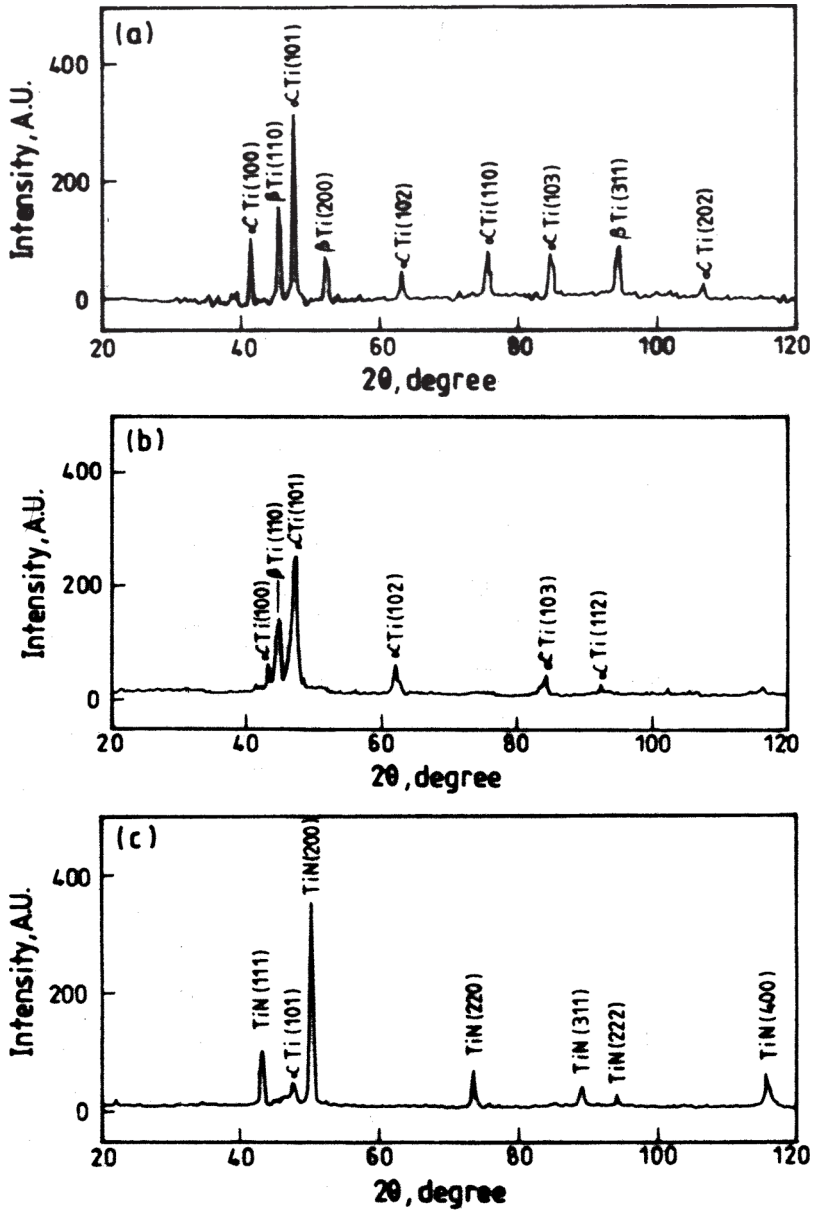 (a)
400
200
0
Intensity, A.U.
αTi(100)
βTi(110)
αTi(101)
βTi(200)
αTi(102)
αTi(110)
αTi(103)
βTi(311)
αTi(202)
20 40 60 80 100 120
2θ, degree
(b)
400
200
0
Intensity, A.U.
αTi(100)
βTi(110)
αTi(101)
αTi(102)
αTi(103)
αTi(112)
20 40 60 80 100 120
2θ, degree
(c)
400
200
0
Intensity, A.U.
TiN(111)
αTi(101)
TiN(200)
TiN(220)
TiN(311)
TiN(222)
TiN(400)
20 40 60 80 100 120
2θ, degree